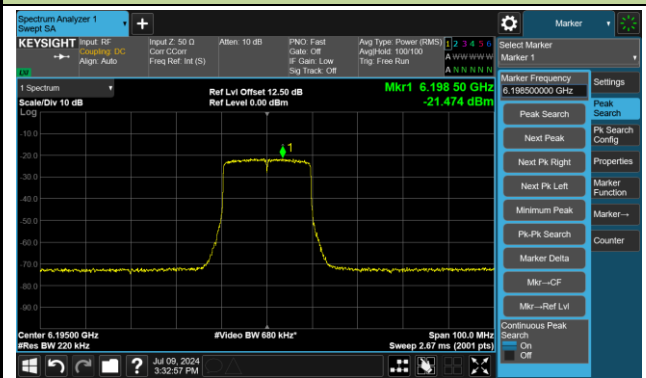 Spectrum Analyzer 1
Swept SA
+
Marker
KEYSIGHT
Input: RF
Coupling: DC
Align: Auto
Input Z: 50 Ω
Corr CCorr
Freq Ref: Int (S)
Atten: 10 dB
PNO: Fast
Gate: Off
IF Gain: Low
Sig Track: Off
Avg Type: Power (RMS)
Avg|Hold: 100/100
Trig: Free Run
1 2 3 4 5 6
A W W W W W
A N N N N N
Select Marker
Marker 1
LXI
1 Spectrum
Scale/Div 10 dB
Log
Ref Lvl Offset 12.50 dB
Ref Level 0.00 dBm
Mkr1 6.198 50 GHz
-21.474 dBm
-10.0
-20.0
-30.0
-40.0
-50.0
-60.0
-70.0
-80.0
-90.0
1
Center 6.19500 GHz
#Res BW 220 kHz
#Video BW 680 kHz*
Span 100.0 MHz
Sweep 2.67 ms (2001 pts)
Marker Frequency
6.198500000 GHz
Peak Search
Next Peak
Next Pk Right
Next Pk Left
Minimum Peak
Pk-Pk Search
Marker Delta
Mkr→CF
Mkr→Ref Lvl
Continuous Peak
Search
On
Off
Settings
Peak
Search
Pk Search
Config
Properties
Marker
Function
Marker→
Counter
?
Jul 09, 2024
3:32:57 PM